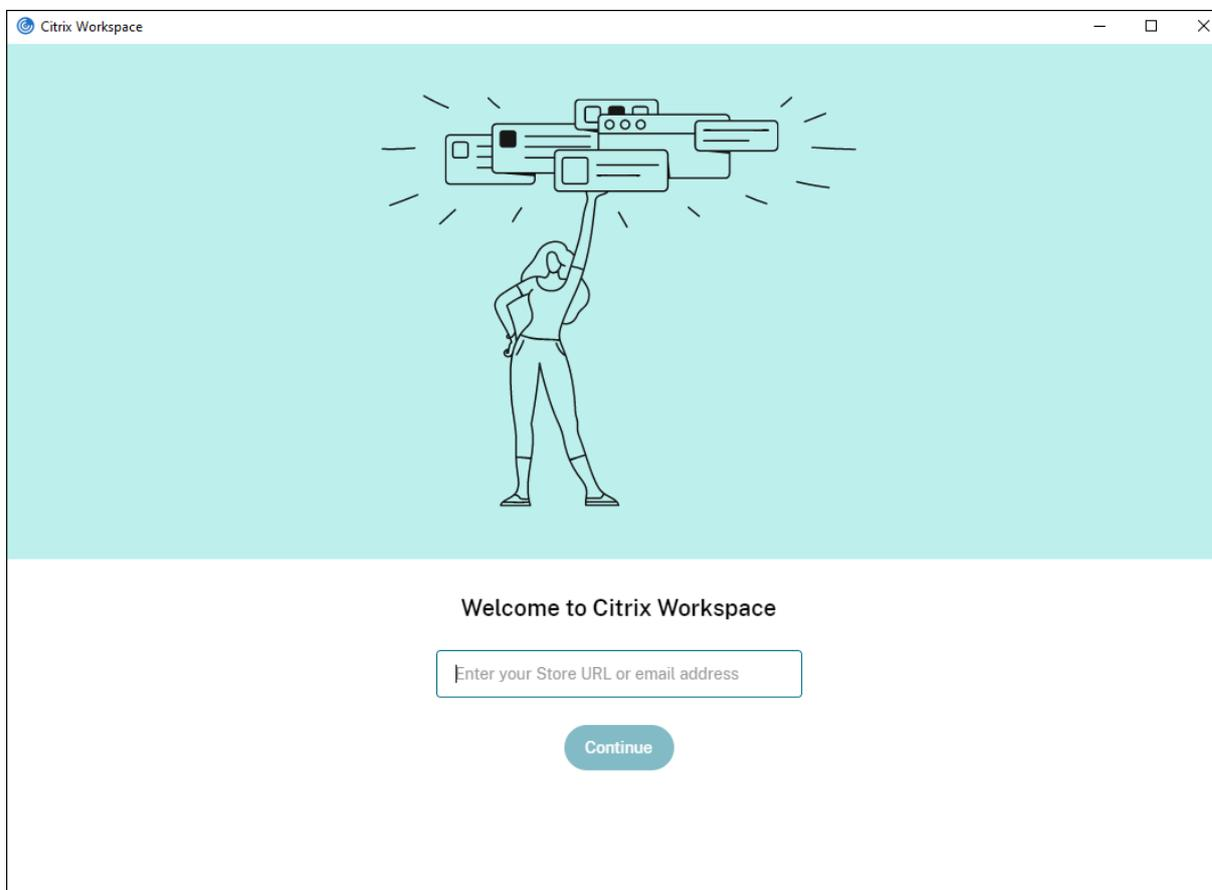 Citrix Workspace
Welcome to Citrix Workspace
Enter your Store URL or email address
Continue